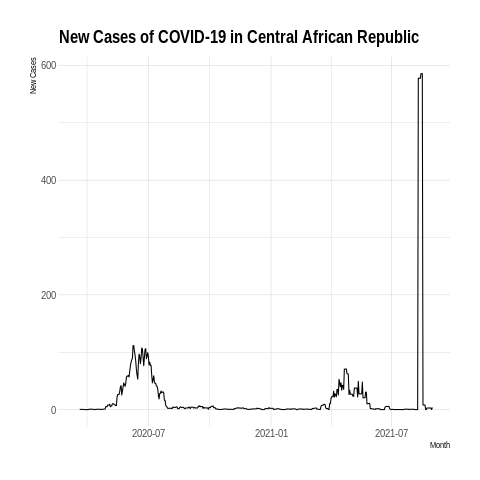 New Cases of COVID-19 in Central African Republic
New Cases
600
400
200
0
2020-07
2021-01
2021-07
Month